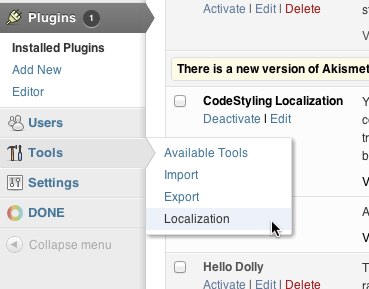 Plugins 1
Installed Plugins
Add New
Editor
Users
Tools
Settings
DONE
Collapse menu
Available Tools
Import
Export
Localization
Activate | Edit | Delete
There is a new version of Akismet
CodeStyling Localization
Deactivate | Edit
Hello Dolly
Activate | Edit | Delete